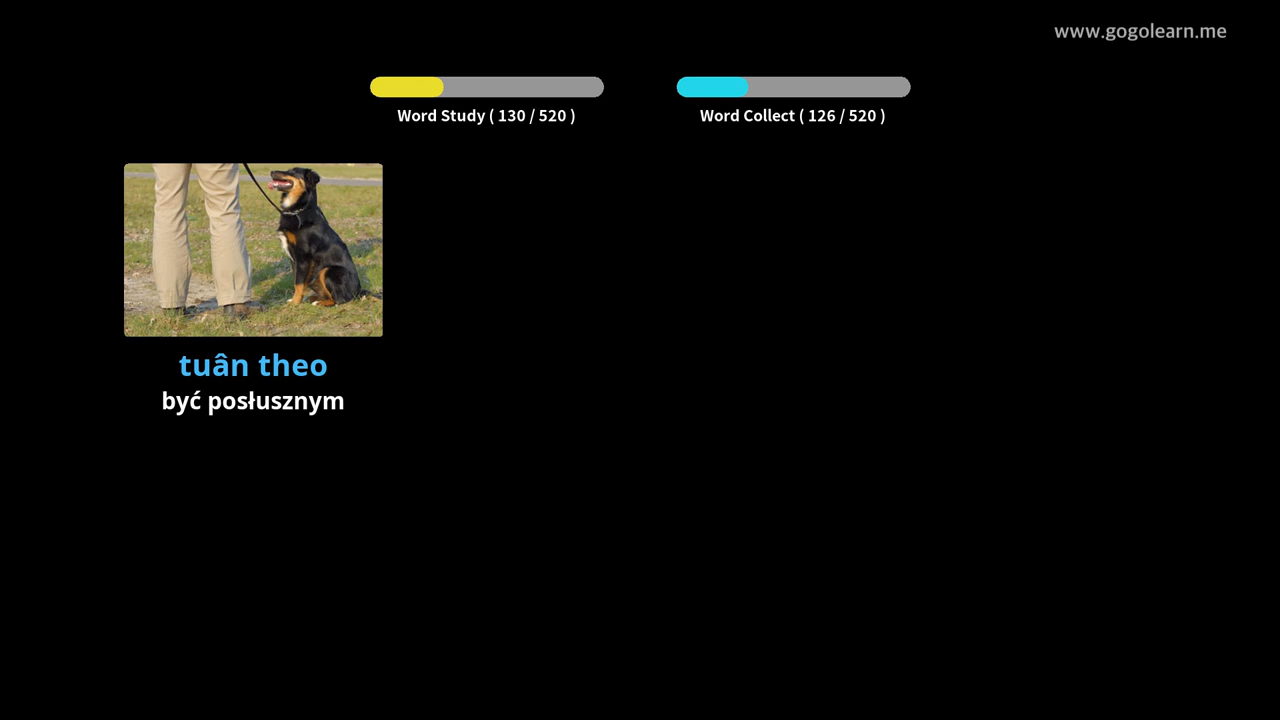 www.gogolearn.me
Word Study ( 130 / 520 )
Word Collect ( 126 / 520 )
tuân theo
być posłusznym